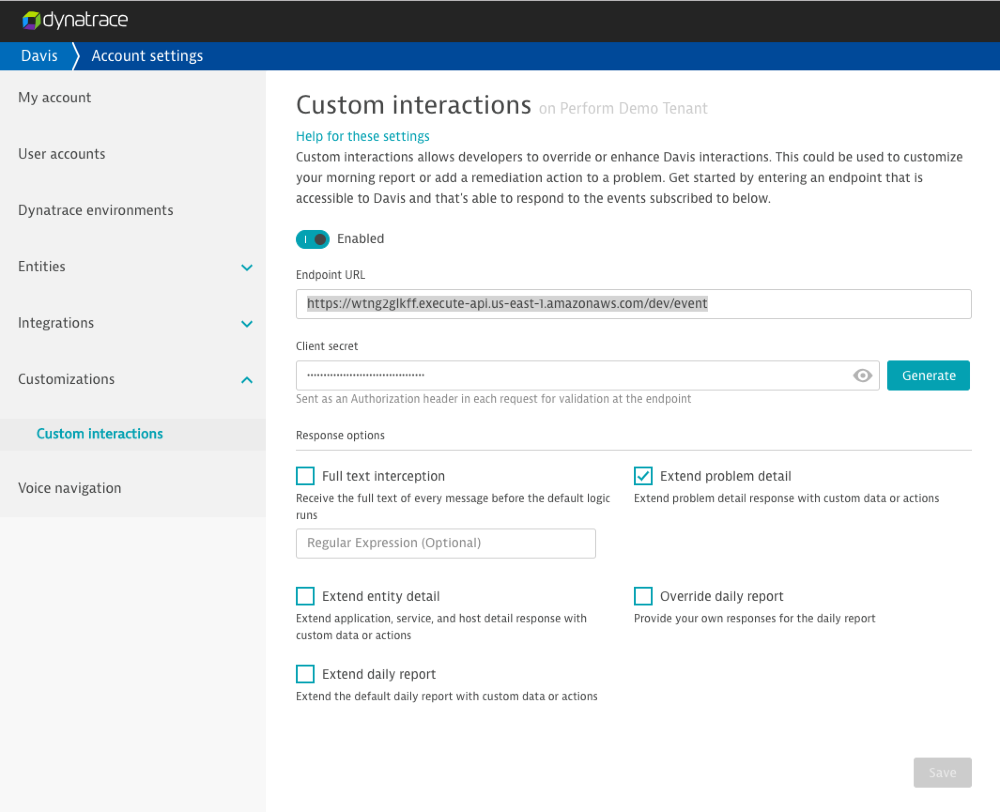 dynatrace
Davis
Account settings
My account
User accounts
Dynatrace environments
Entities
Integrations
Customizations
Custom interactions
Voice navigation
Custom interactions on Perform Demo Tenant
Help for these settings
Custom interactions allows developers to override or enhance Davis interactions. This could be used to customize
your morning report or add a remediation action to a problem. Get started by entering an endpoint that is
accessible to Davis and that's able to respond to the events subscribed to below.
Enabled
Endpoint URL
https://wtng2glkff.execute-api.us-east-1.amazonaws.com/dev/event
Client secret
Generate
Sent as an Authorization header in each request for validation at the endpoint
Response options
Full text interception
Receive the full text of every message before the default logic
runs
Regular Expression (Optional)
Extend problem detail
Extend problem detail response with custom data or actions
Extend entity detail
Extend application, service, and host detail response with
custom data or actions
Override daily report
Provide your own responses for the daily report
Extend daily report
Extend the default daily report with custom data or actions
Save